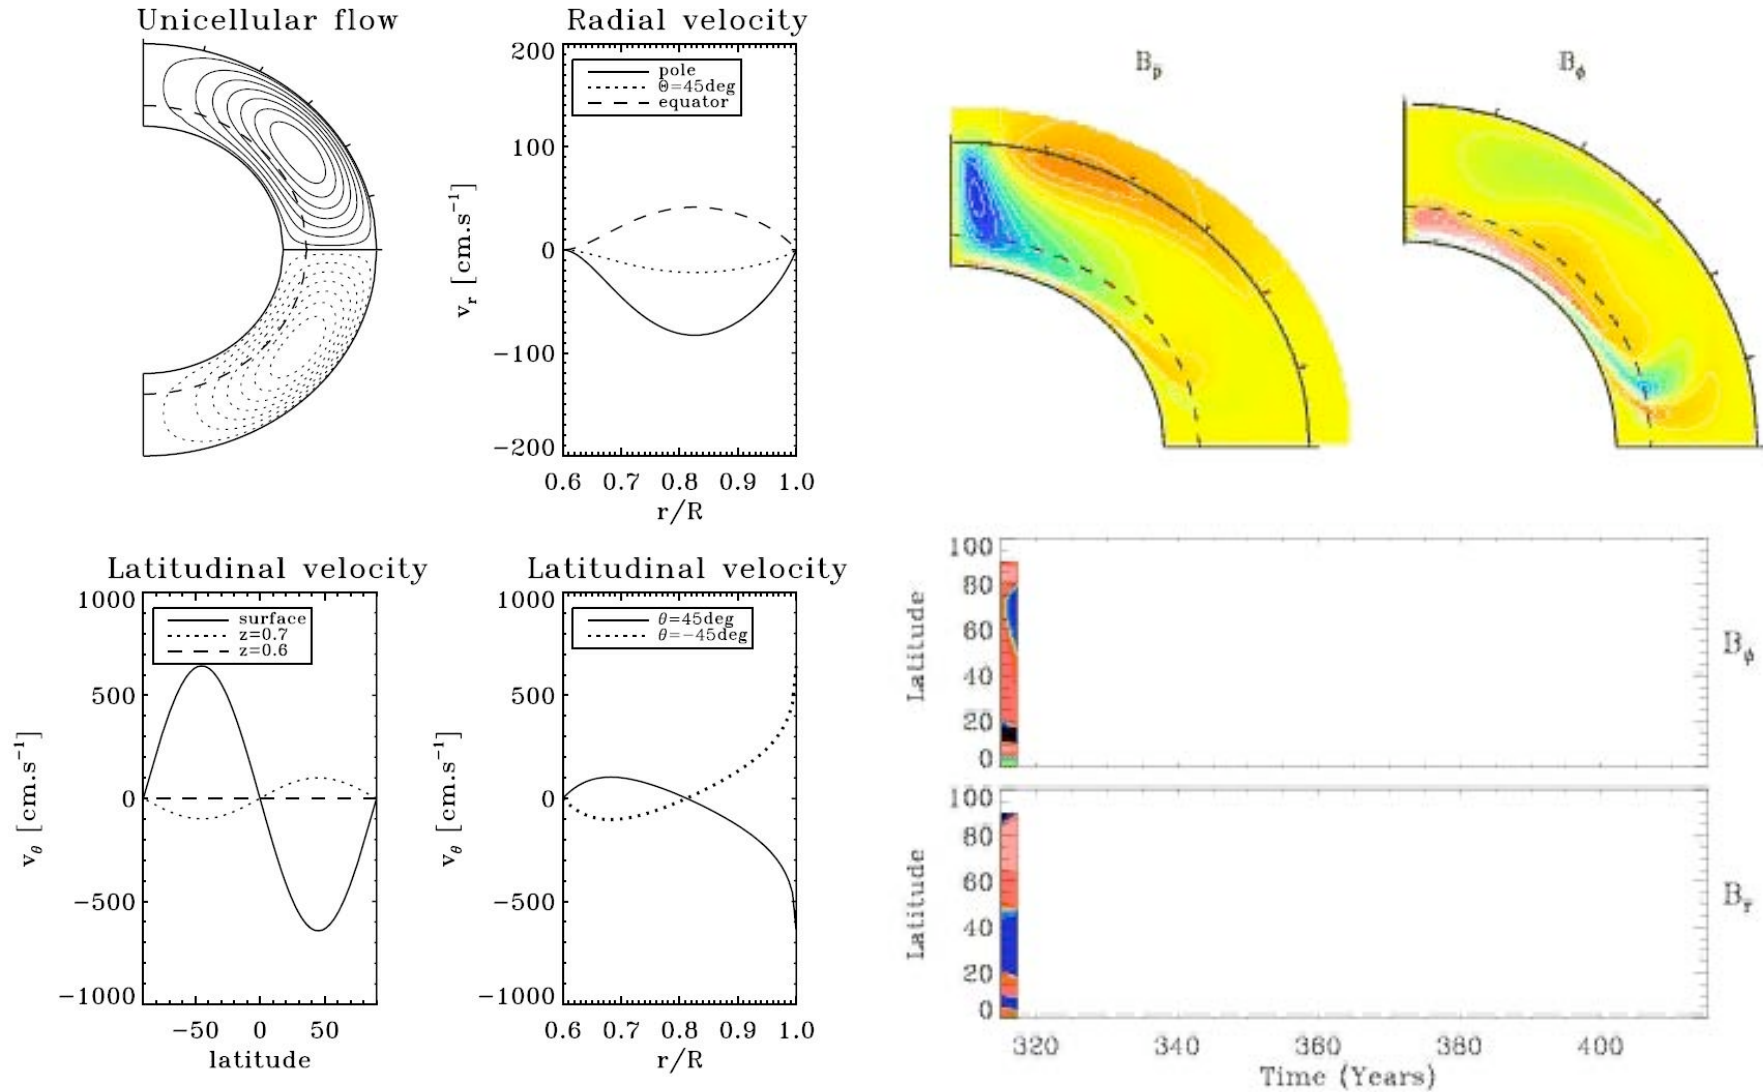 Unicellular flow
Radial velocity
200
100
0
−100
−200
v_r [cm.s⁻¹]
pole
Θ=45deg
equator
0.6 0.7 0.8 0.9 1.0
r/R
B_p
B_ϕ
Latitudinal velocity
1000
500
0
−500
−1000
v_θ [cm.s⁻¹]
surface
z=0.7
z=0.6
−50 0 50
latitude
Latitudinal velocity
1000
500
0
−500
−1000
v_θ [cm.s⁻¹]
θ=45deg
θ=−45deg
0.6 0.7 0.8 0.9 1.0
r/R
100
80
60
40
20
0
Latitude
B_ϕ
100
80
60
40
20
0
Latitude
B_r
320 340 360 380 400
Time (Years)